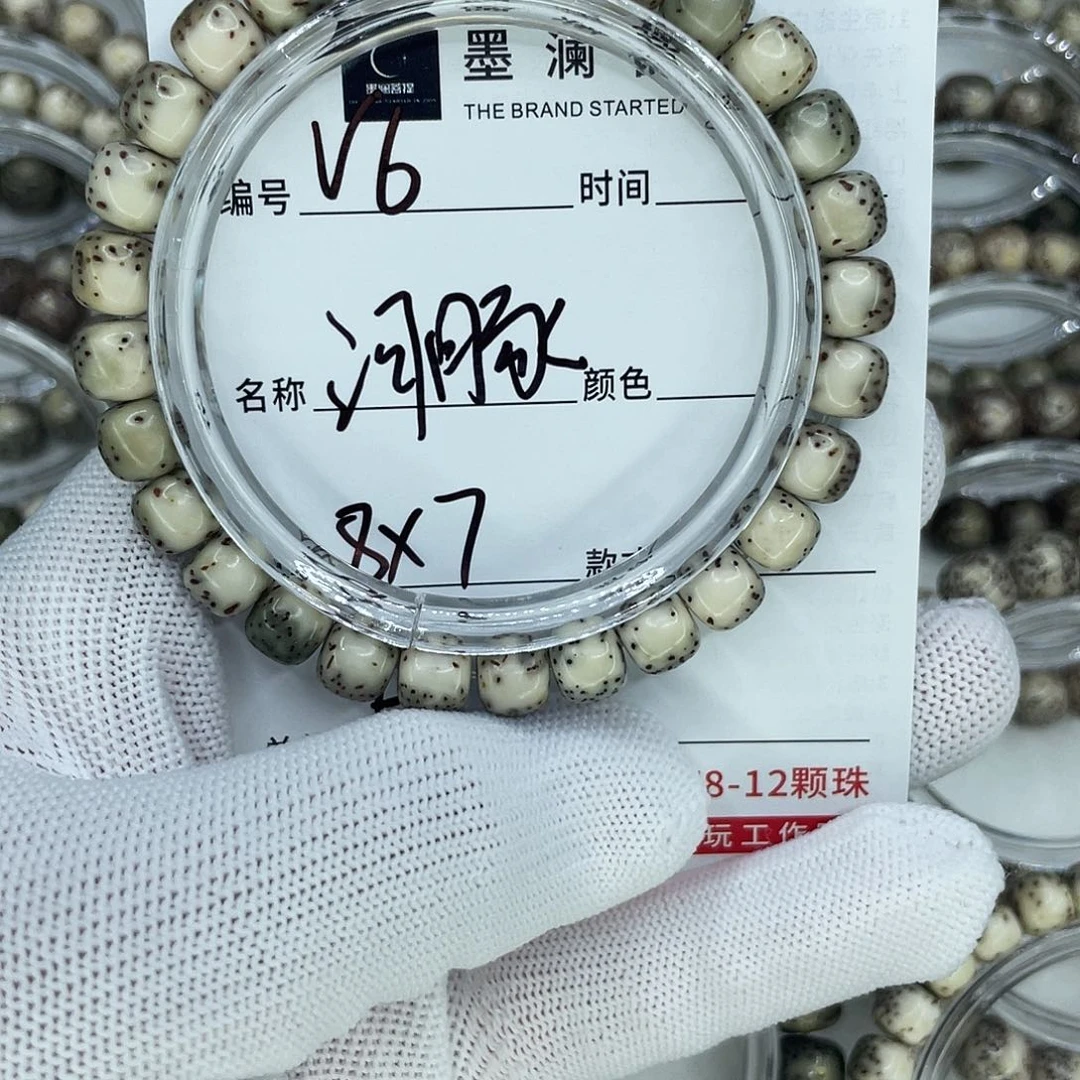 墨澜
THE BRAND STARTED
编号 V6 时间
名称 颜色
8x7 款
8-12颗珠
玩工作